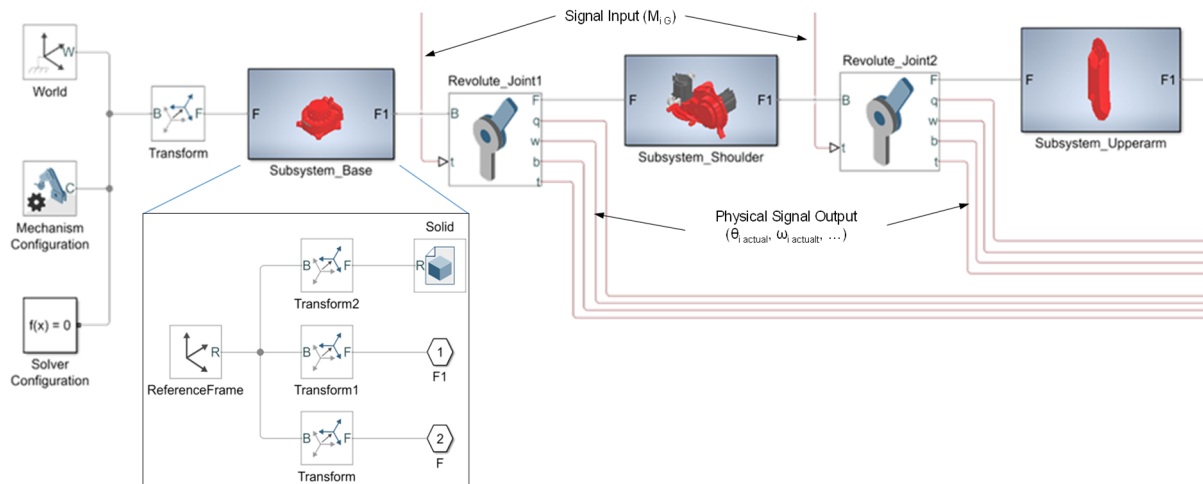 Signal Input (M i G)
W
World
B
F
Transform
F
F1
Subsystem_Base
Revolute_Joint1
B
t
F
q
w
b
t
F
F1
Subsystem_Shoulder
Revolute_Joint2
B
t
F
q
w
b
t
F
F1
Subsystem_Upperarm
C
Mechanism
Configuration
Physical Signal Output
(θi actual, ωi actualt, ...)
f(x) = 0
Solver
Configuration
Solid
B
F
R
Transform2
R
ReferenceFrame
B
F
1
Transform1
F1
B
F
2
Transform
F